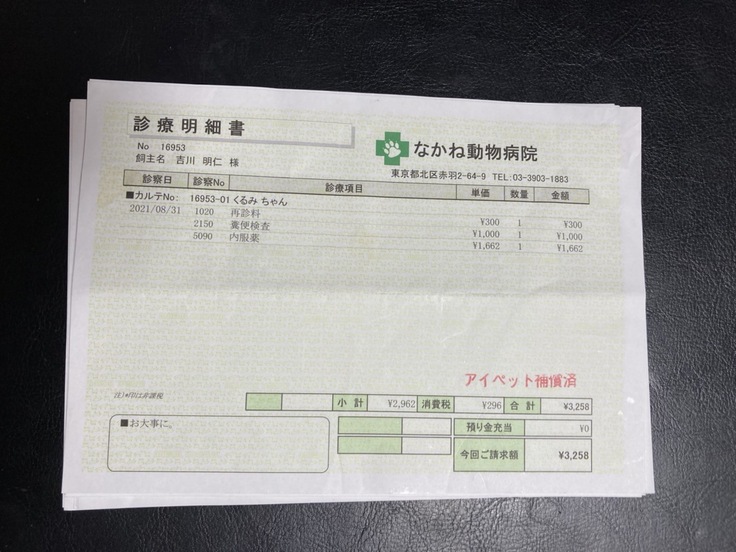 診療明細書
No 16953
飼主名 吉川 明仁 様
なかね動物病院
東京都北区赤羽2-64-9 TEL:03-3903-1883
診察日 診察No 診療項目 単価 数量 金額
■カルテNo: 16953-01 くるみ ちゃん
2021/08/31 1020 再診料 ¥300 1 ¥300
2150 糞便検査 ¥1,000 1 ¥1,000
5090 内服薬 ¥1,662 1 ¥1,662
アイペット補償済
注)*印は非課税
小計 ¥2,962 消費税 ¥296 合計 ¥3,258
■お大事に。
預り金充当 ¥0
今回ご請求額 ¥3,258